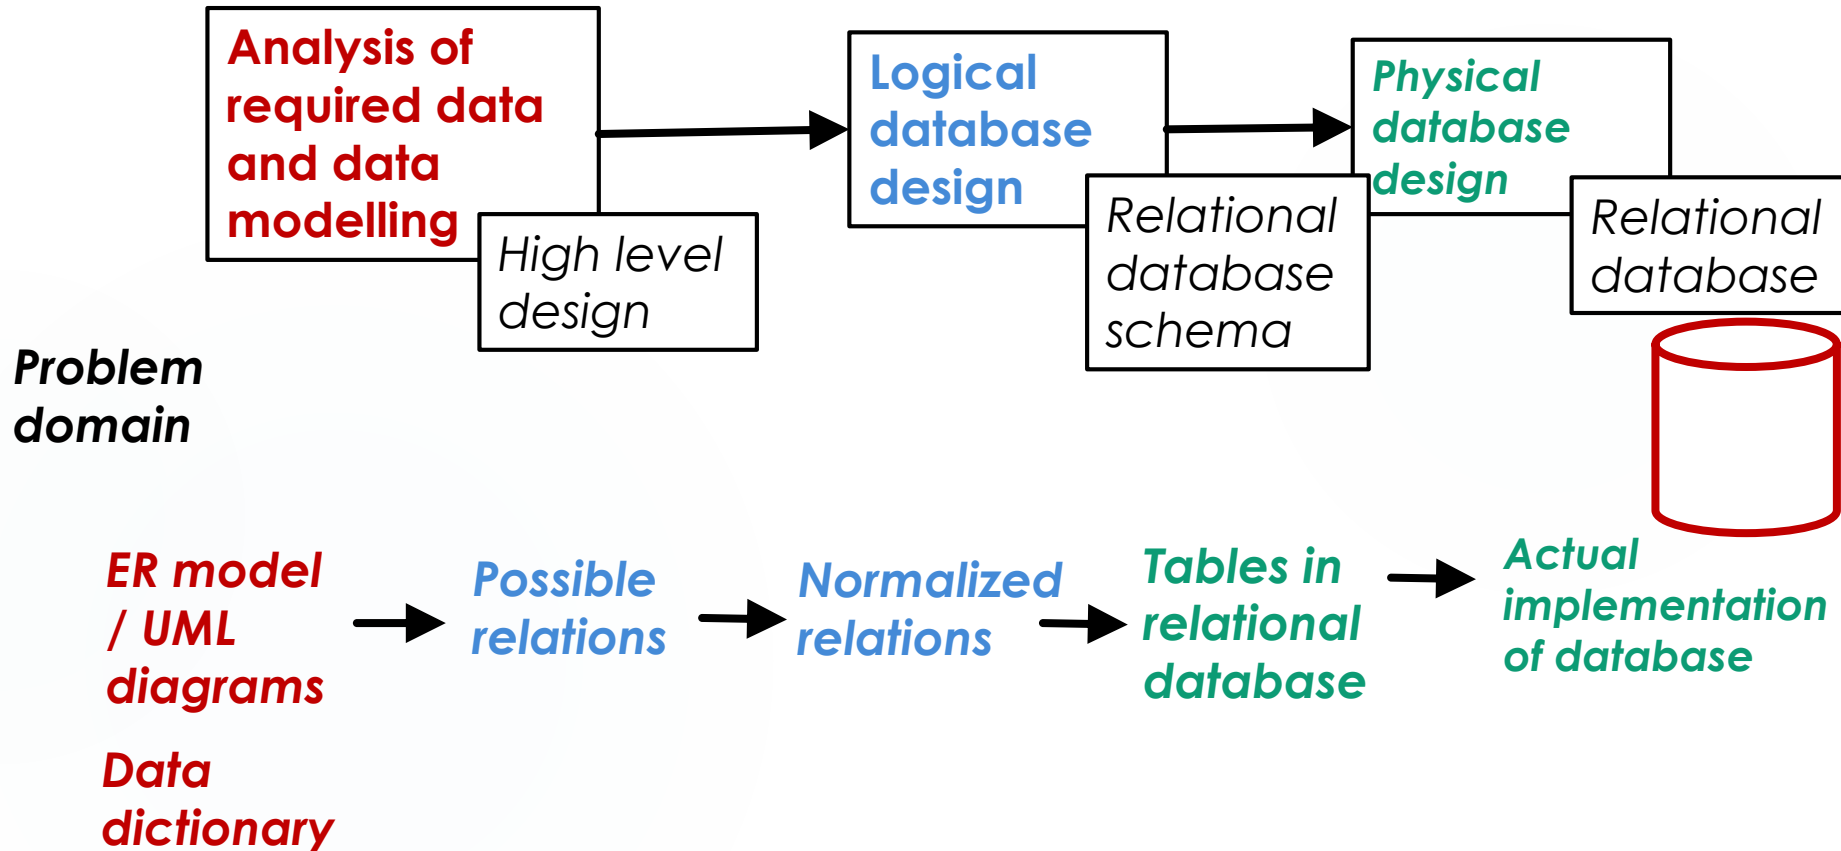 Analysis of
required data
and data
modelling
High level
design
Logical
database
design
Relational
database
schema
Physical
database
design
Relational
database
Problem
domain
ER model
/ UML
diagrams
Data
dictionary
Possible
relations
Normalized
relations
Tables in
relational
database
Actual
implementation
of database